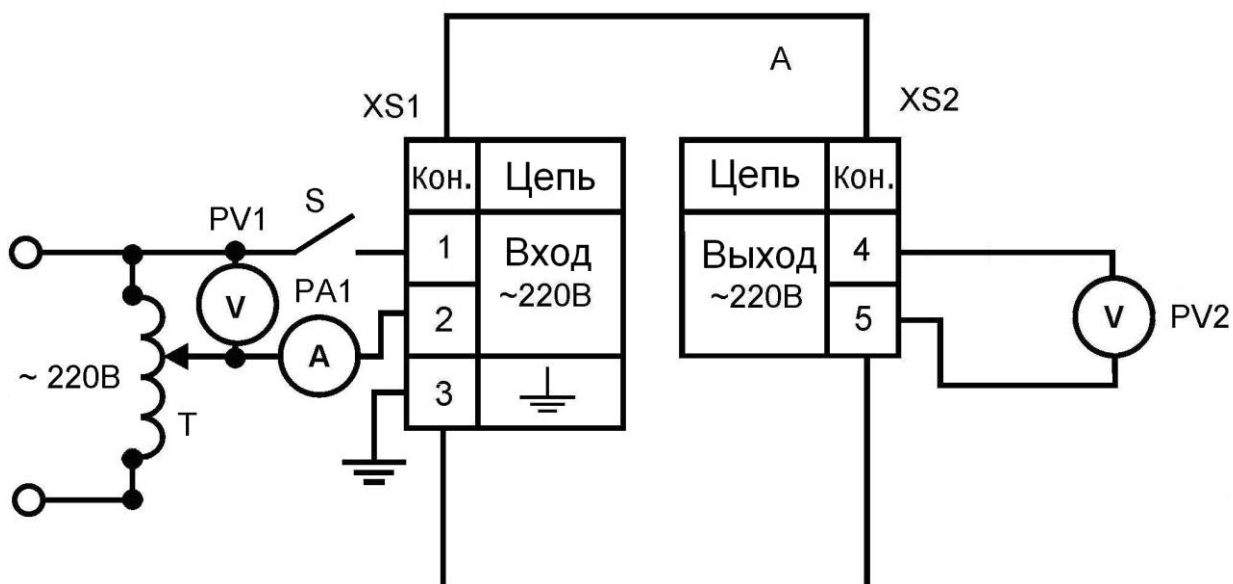 А
XS1
XS2
Кон.
Цепь
Цепь
Кон.
PV1
S
1
Вход
~220В
Выход
~220В
4
V
PA1
2
5
V
PV2
A
~ 220В
T
3